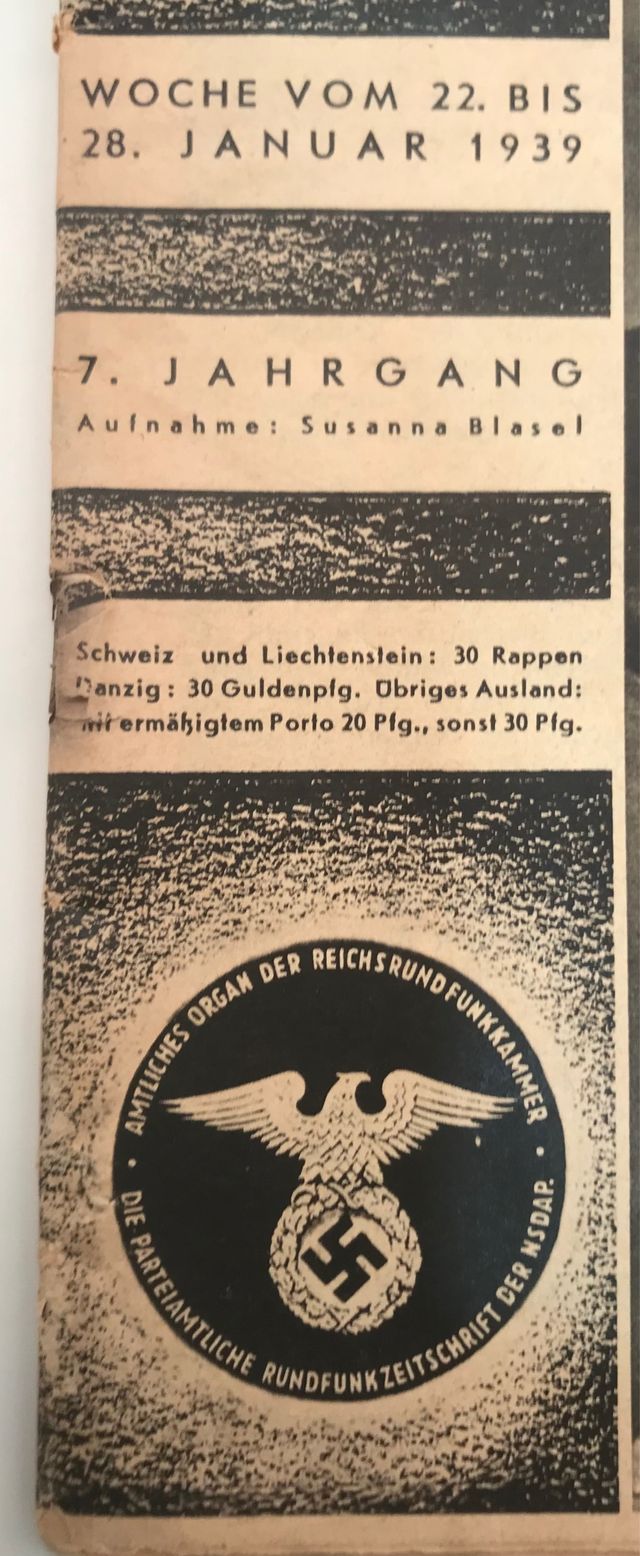 WOCHE VOM 22. BIS
28. JANUAR 1939
7. JAHRGANG
Aufnahme: Susanna Blasel
Schweiz und Liechtenstein: 30 Rappen
Danzig: 30 Guldenpfg. Übriges Ausland:
mit ermäßigtem Porto 20 Pfg., sonst 30 Pfg.
AMTLICHES ORGAN DER REICHSRUNDFUNKKAMMER
• DIE PARTEIAMTLICHE RUNDFUNKZEITSCHRIFT DER NSDAP. •